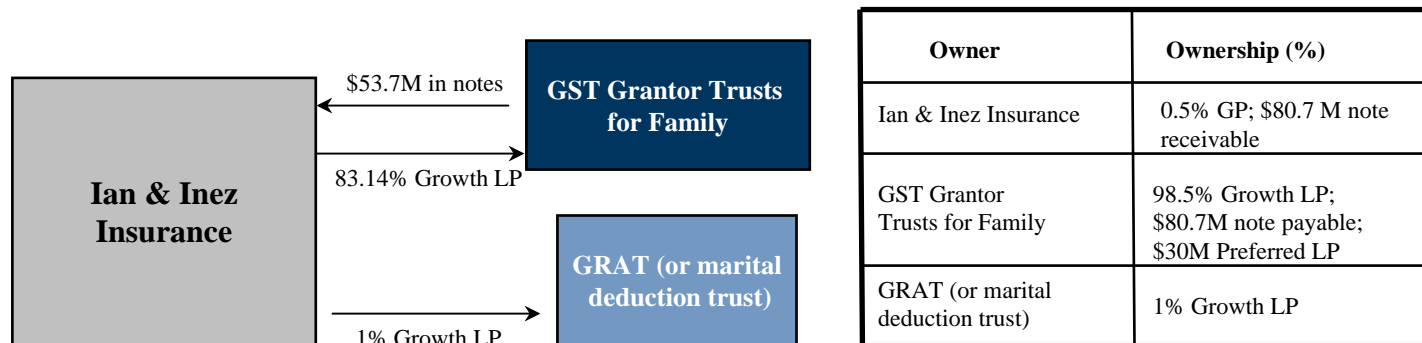 $53.7M in notes
GST Grantor Trusts
for Family
83.14% Growth LP
Ian & Inez
Insurance
GRAT (or marital
deduction trust)
1% Growth LP
Owner
Ownership (%)
Ian & Inez Insurance
0.5% GP; $80.7 M note
receivable
GST Grantor
Trusts for Family
98.5% Growth LP;
$80.7M note payable;
$30M Preferred LP
GRAT (or marital
deduction trust)
1% Growth LP